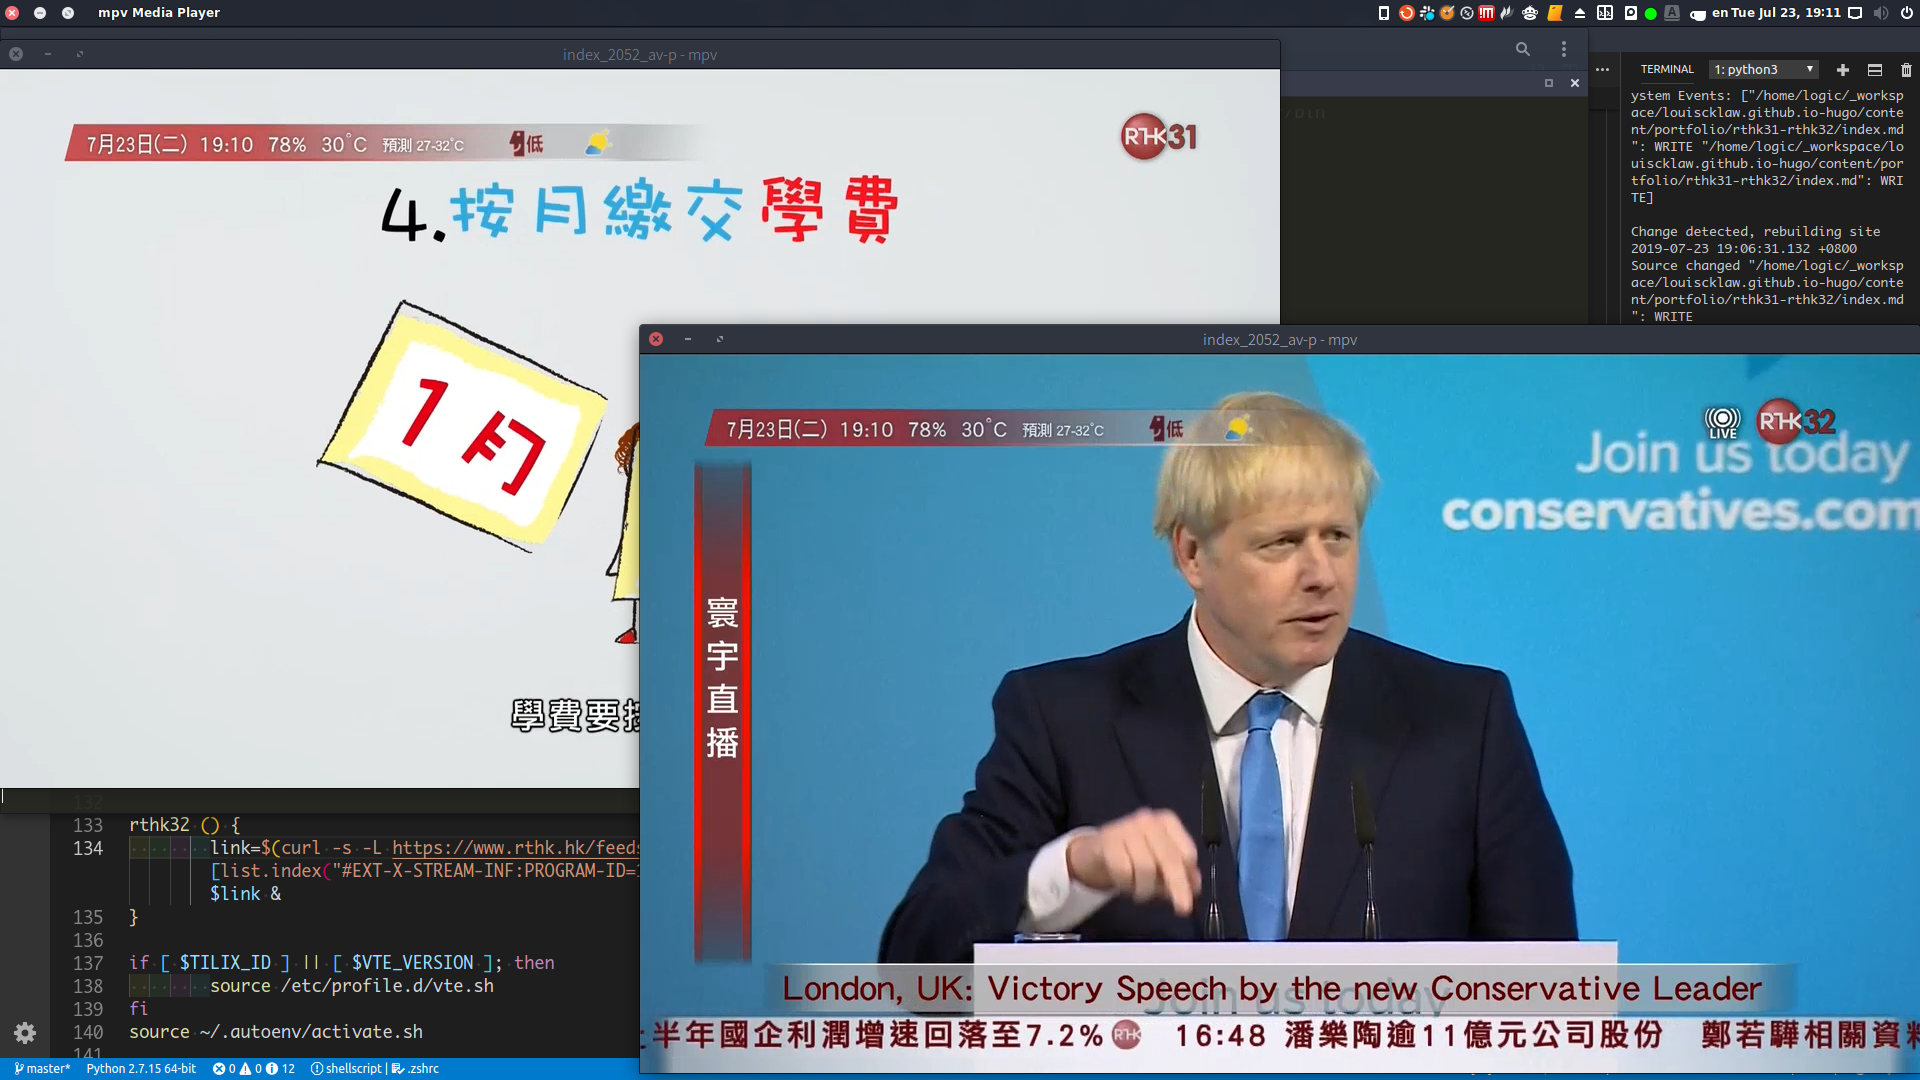 mpv Media Player
en Tue Jul 23, 19:11
index_2052_av-p - mpv
7月23日(二) 19:10 78% 30°C 預測 27-32°C 低
RTHK 31
4.按月繳交學費
1月
學費要
TERMINAL
1: python3
ystem Events: ["/home/logic/_worksp
ace/louiscklaw.github.io-hugo/conte
nt/portfolio/rthk31-rthk32/index.md
": WRITE "/home/logic/_workspace/lo
uiscklaw.github.io-hugo/content/por
tfolio/rthk31-rthk32/index.md": WRI
TE]
Change detected, rebuilding site
2019-07-23 19:06:31.132 +0800
Source changed "/home/logic/_worksp
ace/louiscklaw.github.io-hugo/conte
nt/portfolio/rthk31-rthk32/index.md
": WRITE
index_2052_av-p - mpv
7月23日(二) 19:10 78% 30°C 預測 27-32°C 低
LIVE
RTHK 32
Join us today
conservatives.com
寰宇直播
Join us today
London, UK: Victory Speech by the new Conservative Leader
半年國企利潤增速回落至7.2% RTHK 16:48 潘樂陶逾11億元公司股份 鄭若驊相關資料
132
133 rthk32 () {
134 link=$(curl -s -L https://www.rthk.hk/feeds
[list.index("#EXT-X-STREAM-INF:PROGRAM-ID=
$link &
135 }
136
137 if [ $TILIX_ID ] || [ $VTE_VERSION ]; then
138 source /etc/profile.d/vte.sh
139 fi
140 source ~/.autoenv/activate.sh
141
master* Python 2.7.15 64-bit 0 0 12 shellscript | .zshrc